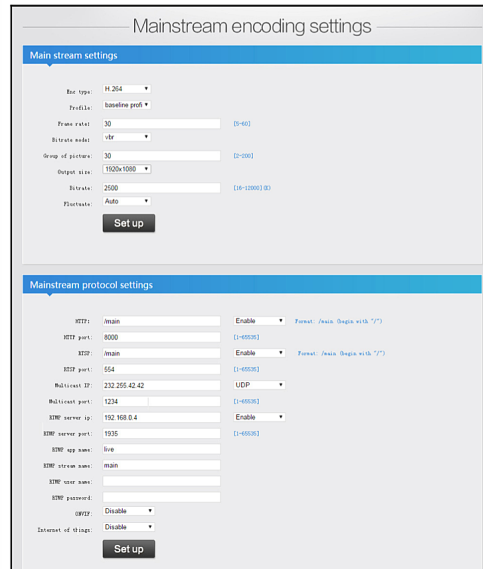 Mainstream encoding settings
Main stream settings
Enc type: H.264
Profile: baseline profi
Frame rate: 30 [5-60]
Bitrate mode: vbr
Group of picture: 30 [2-200]
Output size: 1920x1080
Bitrate: 2500 [16-12000](K)
Fluctuate: Auto
Set up
Mainstream protocol settings
HTTP: /main Enable Format: /main (begin with "/")
HTTP port: 8000 [1-65535]
RTSP: /main Enable Format: /main (begin with "/")
RTSP port: 554 [1-65535]
Multicast IP: 232.255.42.42 UDP
Multicast port: 1234 [1-65535]
RTMP server ip: 192.168.0.4 Enable
RTMP server port: 1935 [1-65535]
RTMP app name: live
RTMP stream name: main
RTMP user name:
RTMP password:
ONVIF: Disable
Internet of things: Disable
Set up